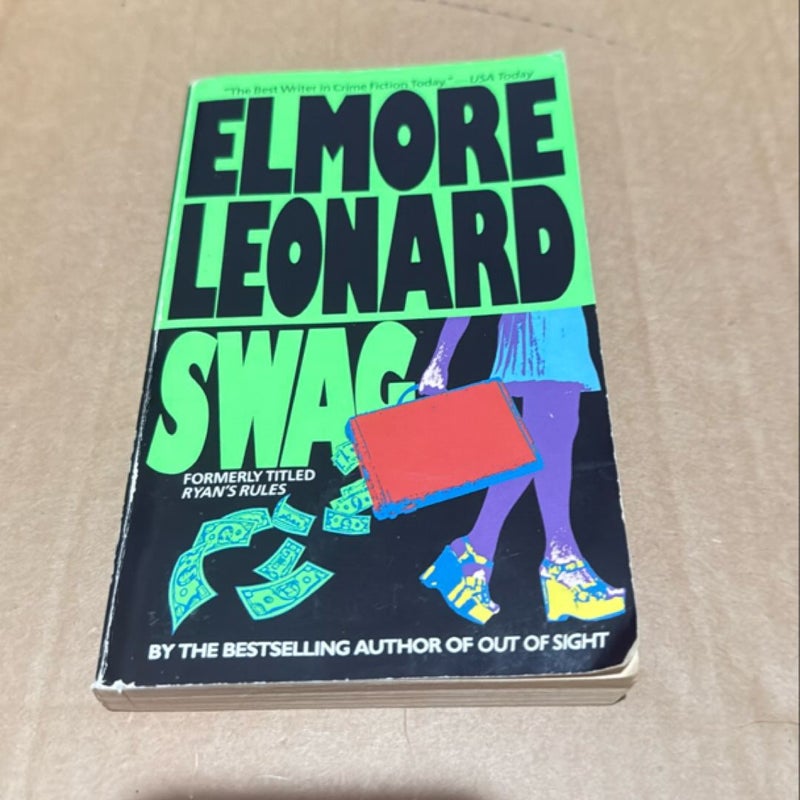 "The Best Writer in Crime Fiction Today."—USA Today
ELMORE
LEONARD
SWAG
FORMERLY TITLED
RYAN'S RULES
BY THE BESTSELLING AUTHOR OF OUT OF SIGHT